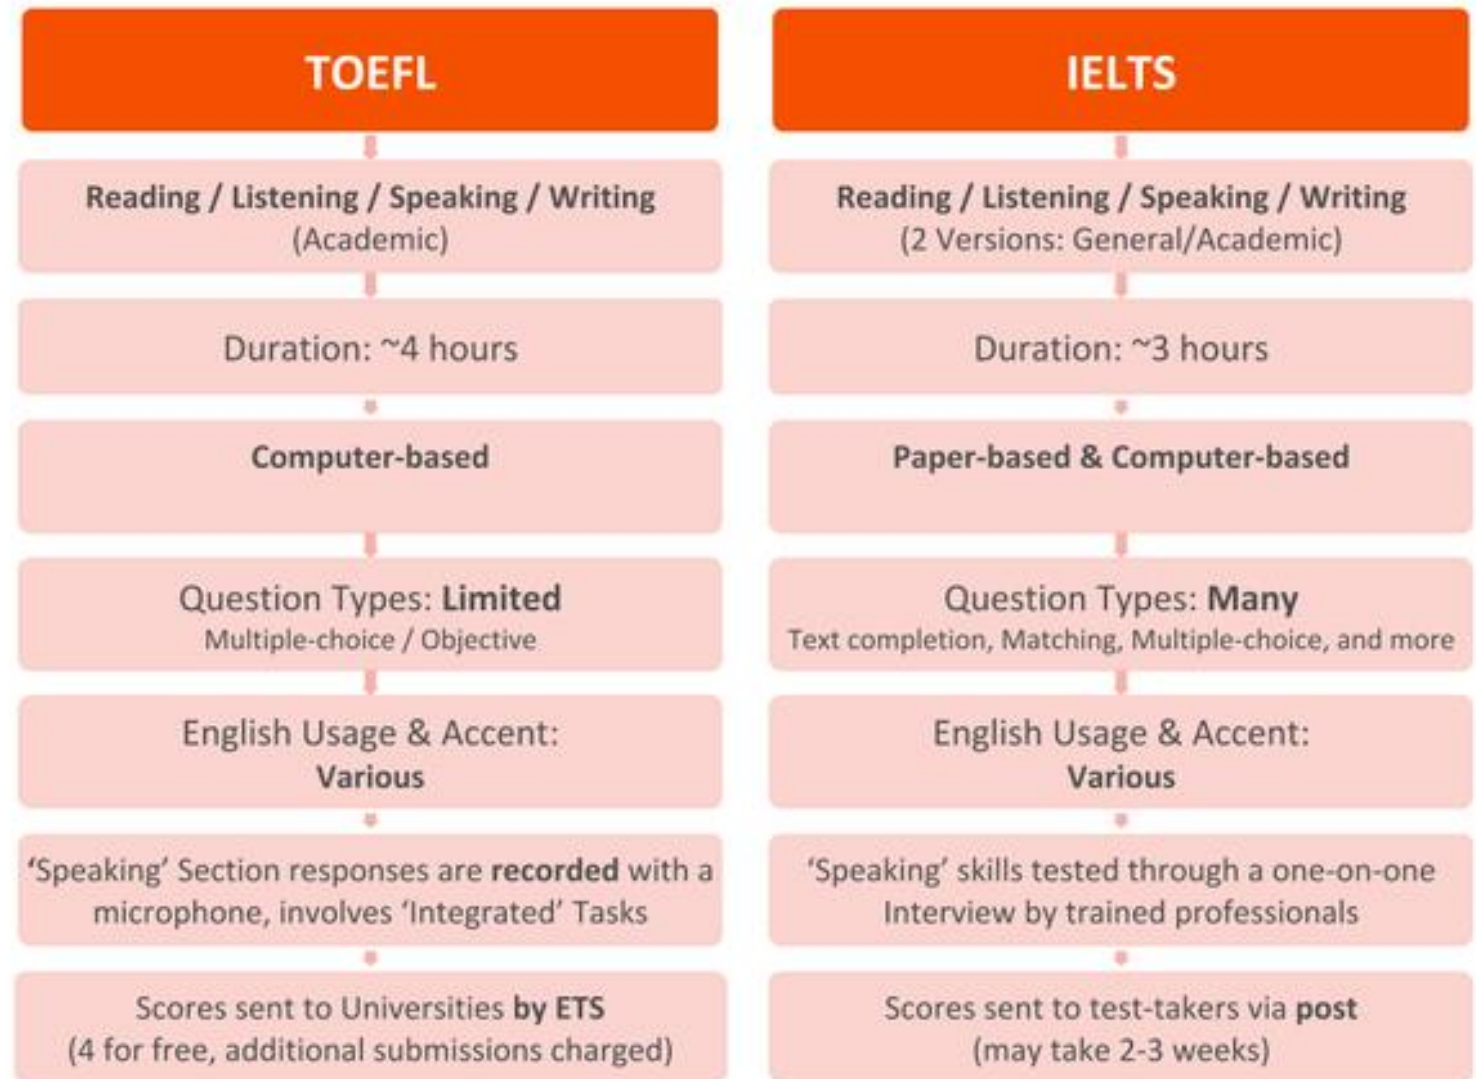 TOEFL
Reading / Listening / Speaking / Writing
(Academic)
Duration: ~4 hours
Computer-based
Question Types: Limited
Multiple-choice / Objective
English Usage & Accent:
Various
‘Speaking’ Section responses are recorded with a
microphone, involves ‘Integrated’ Tasks
Scores sent to Universities by ETS
(4 for free, additional submissions charged)
IELTS
Reading / Listening / Speaking / Writing
(2 Versions: General/Academic)
Duration: ~3 hours
Paper-based & Computer-based
Question Types: Many
Text completion, Matching, Multiple-choice, and more
English Usage & Accent:
Various
‘Speaking’ skills tested through a one-on-one
Interview by trained professionals
Scores sent to test-takers via post
(may take 2-3 weeks)